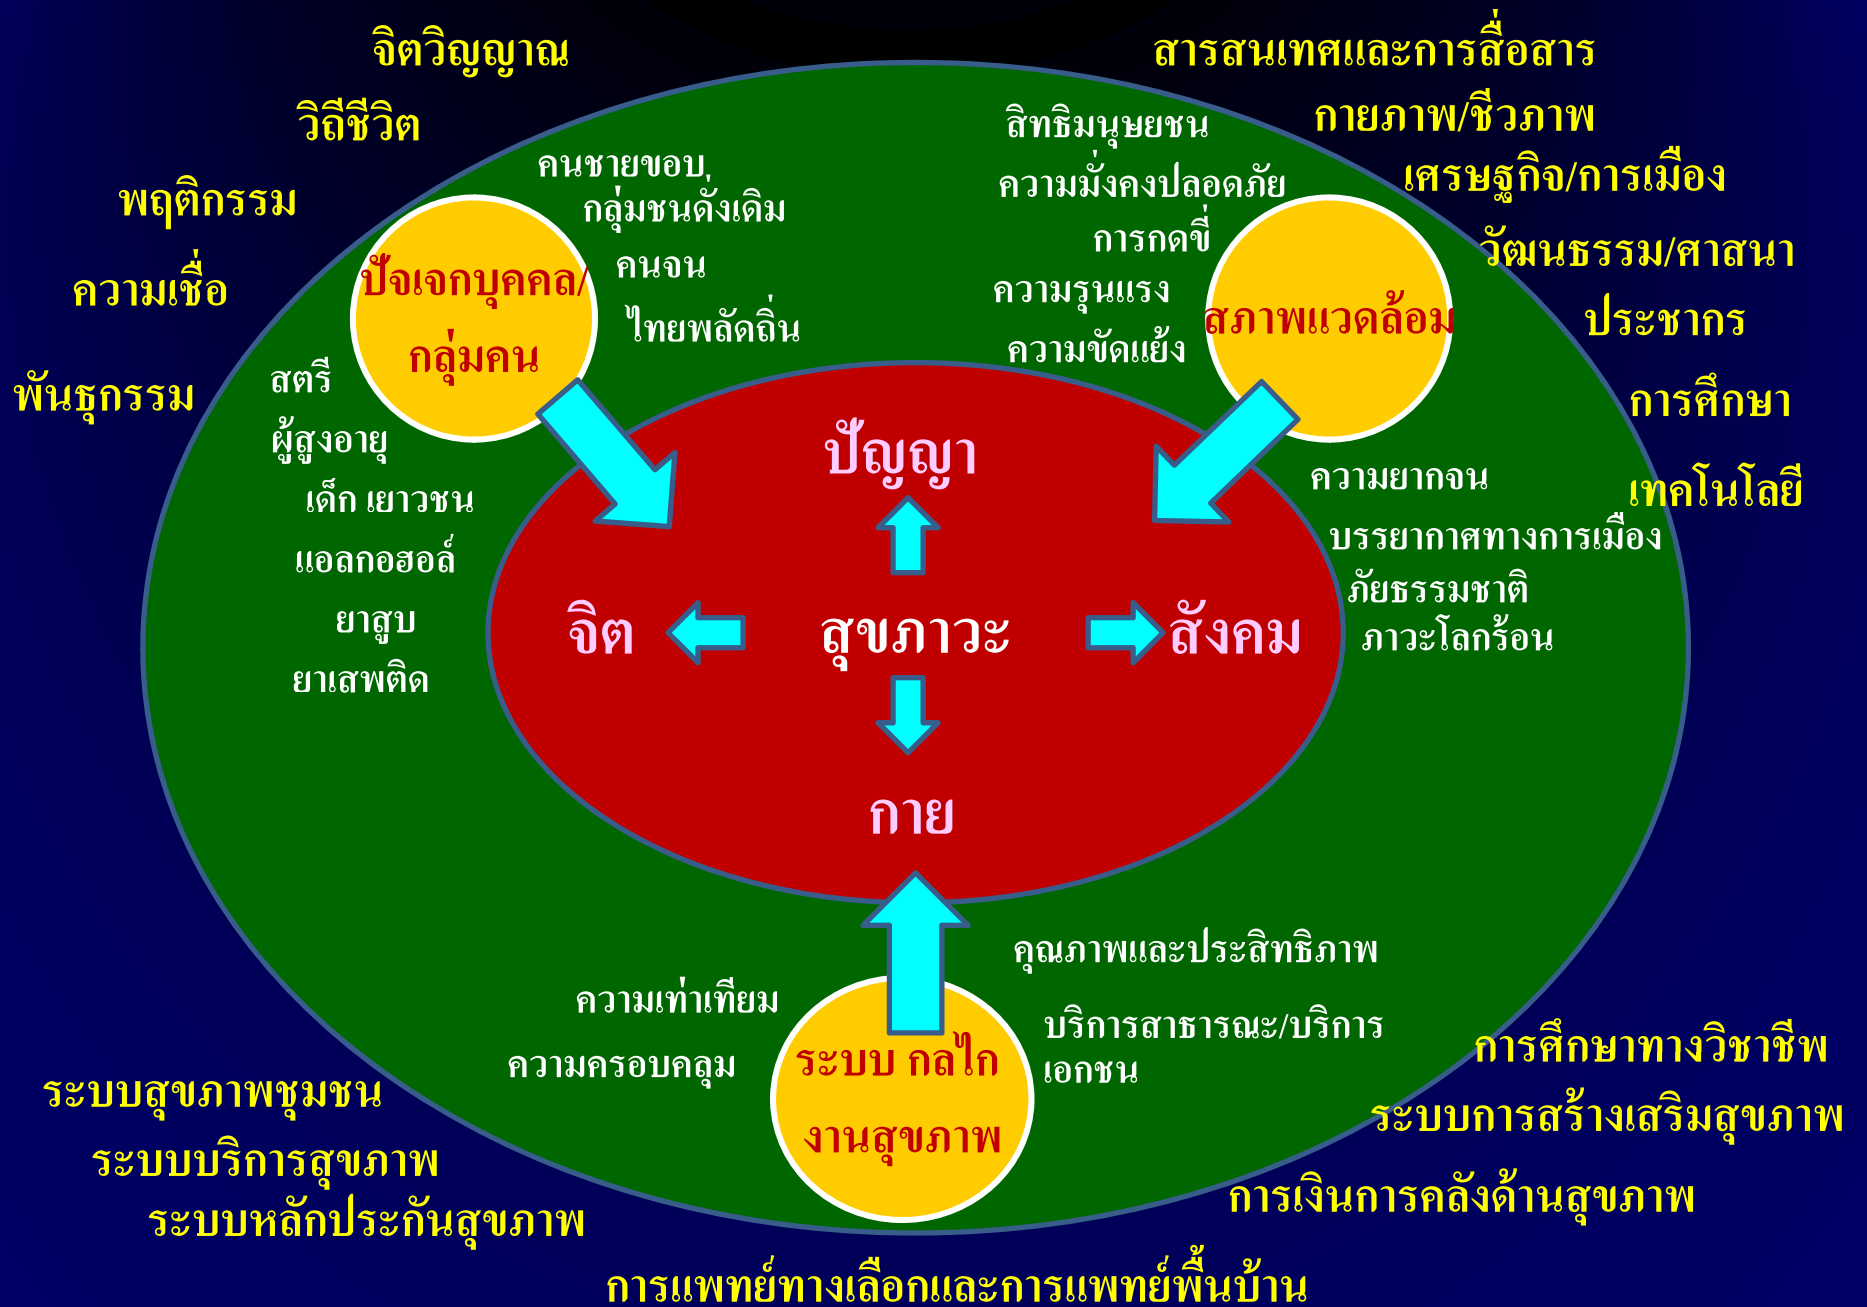 จิตวิญญาณ
วิถีชีวิต
พฤติกรรม
ความเชื่อ
พันธุกรรม
สารสนเทศและการสื่อสาร
กายภาพ/ชีวภาพ
เศรษฐกิจ/การเมือง
วัฒนธรรม/ศาสนา
ประชากร
การศึกษา
เทคโนโลยี
คนชายขอบ,
กลุ่มชนดั่งเดิม
คนจน
ไทยพลัดถิ่น
ปัจเจกบุคคล/
กลุ่มคน
สตรี
ผู้สูงอายุ
เด็ก เยาวชน
แอลกอฮอล์
ยาสูบ
ยาเสพติด
สิทธิมนุษยชน
ความมั่งคงปลอดภัย
การกดขี่
ความรุนแรง
ความขัดแย้ง
สภาพแวดล้อม
ความยากจน
บรรยากาศทางการเมือง
ภัยธรรมชาติ
ภาวะโลกร้อน
ปัญญา
จิต
สุขภาวะ
สังคม
กาย
ความเท่าเทียม
ความครอบคลุม
คุณภาพและประสิทธิภาพ
บริการสาธารณะ/บริการ
เอกชน
ระบบ กลไก
งานสุขภาพ
ระบบสุขภาพชุมชน
ระบบบริการสุขภาพ
ระบบหลักประกันสุขภาพ
การศึกษาทางวิชาชีพ
ระบบการสร้างเสริมสุขภาพ
การเงินการคลังด้านสุขภาพ
การแพทย์ทางเลือกและการแพทย์พื้นบ้าน